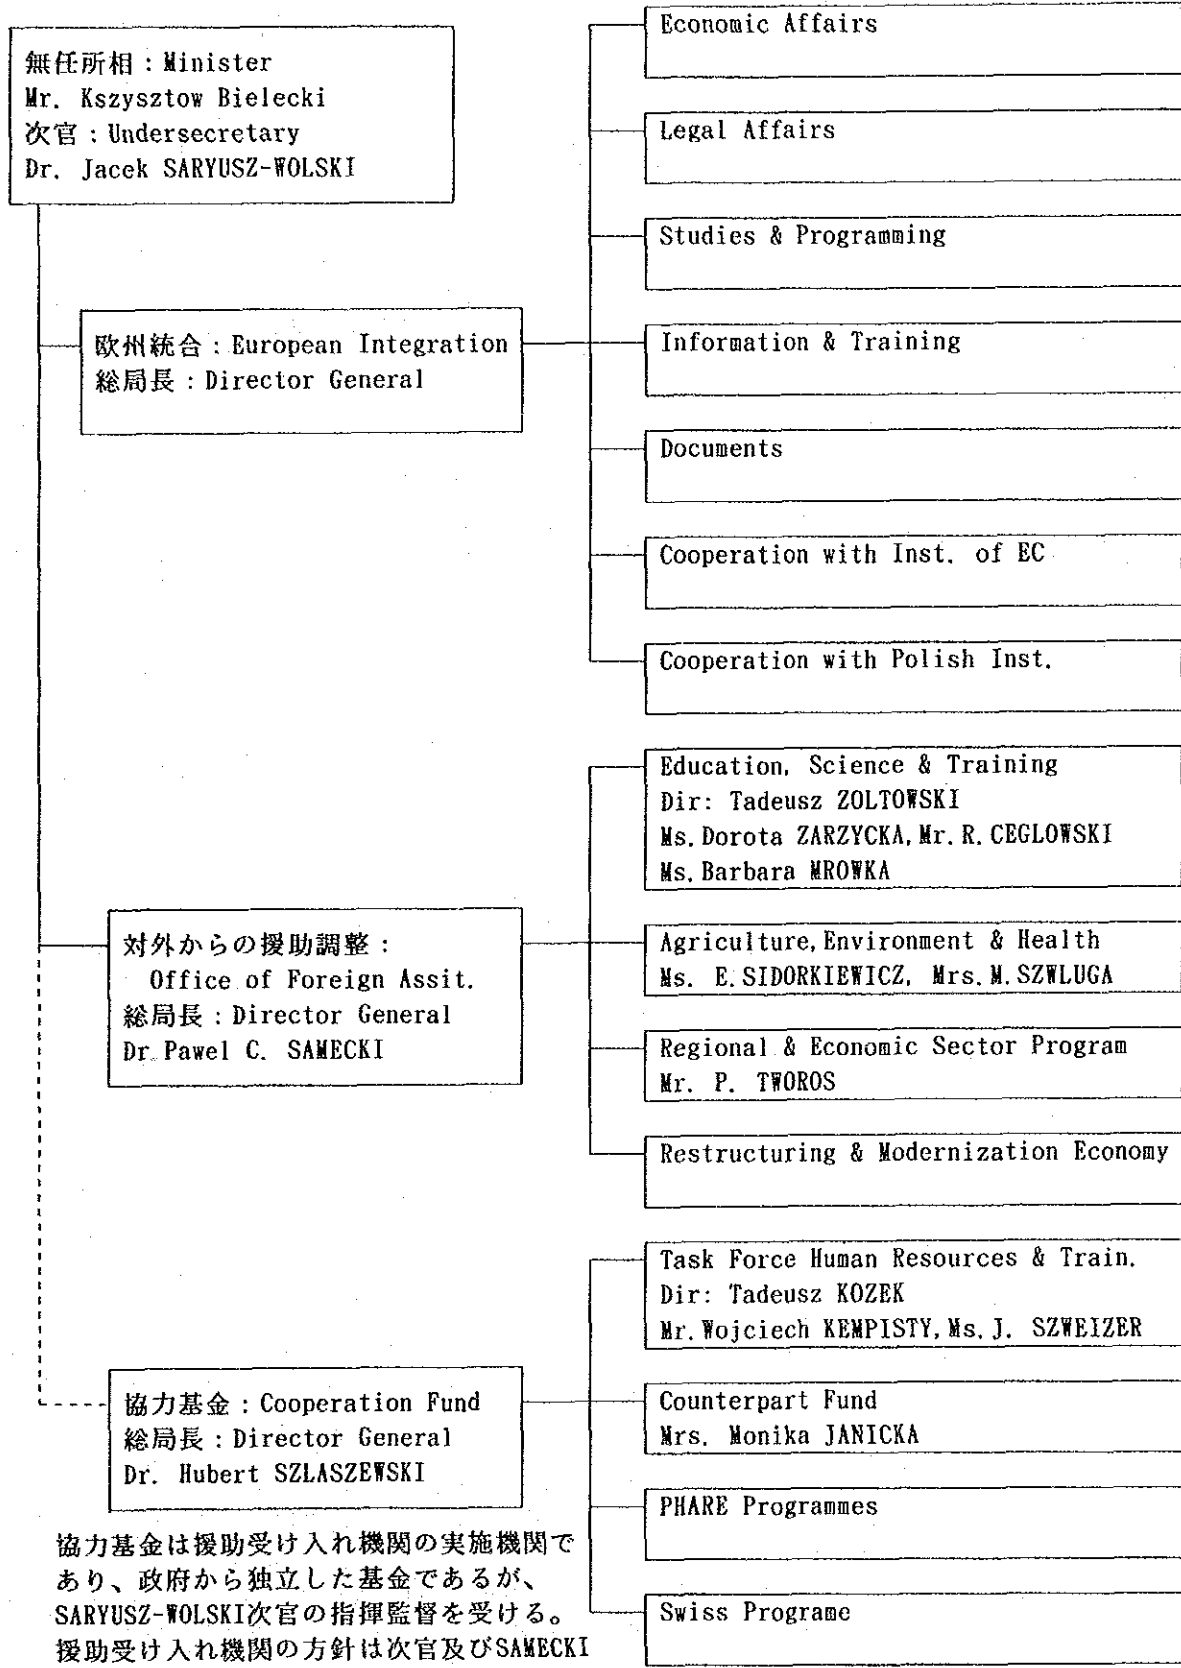 無任所相：Minister
Mr. Kszysztow Bielecki
次官：Undersecretary
Dr. Jacek SARYUSZ-WOLSKI
欧州統合：European Integration
総局長：Director General
Economic Affairs
Legal Affairs
Studies & Programming
Information & Training
Documents
Cooperation with Inst. of EC
Cooperation with Polish Inst.
対外からの援助調整：
Office of Foreign Assit.
総局長：Director General
Dr. Pawel C. SAMECKI
Education, Science & Training
Dir: Tadeusz ZOLTOWSKI
Ms. Dorota ZARZYCKA, Mr. R. CEGLOWSKI
Ms. Barbara MROWKA
Agriculture, Environment & Health
Ms. E. SIDORKIEWICZ, Mrs. M. SZWLUGA
Regional & Economic Sector Program
Mr. P. TWOROS
Restructuring & Modernization Economy
協力基金：Cooperation Fund
総局長：Director General
Dr. Hubert SZLASZEWSKI
Task Force Human Resources & Train.
Dir: Tadeusz KOZEK
Mr. Wojciech KEMPISTY, Ms. J. SZWEIZER
Counterpart Fund
Mrs. Monika JANICKA
PHARE Programmes
Swiss Programe
協力基金は援助受け入れ機関の実施機関で
あり、政府から独立した基金であるが、
SARYUSZ-WOLSKI次官の指揮監督を受ける。
援助受け入れ機関の方針は次官及びSAMECKI